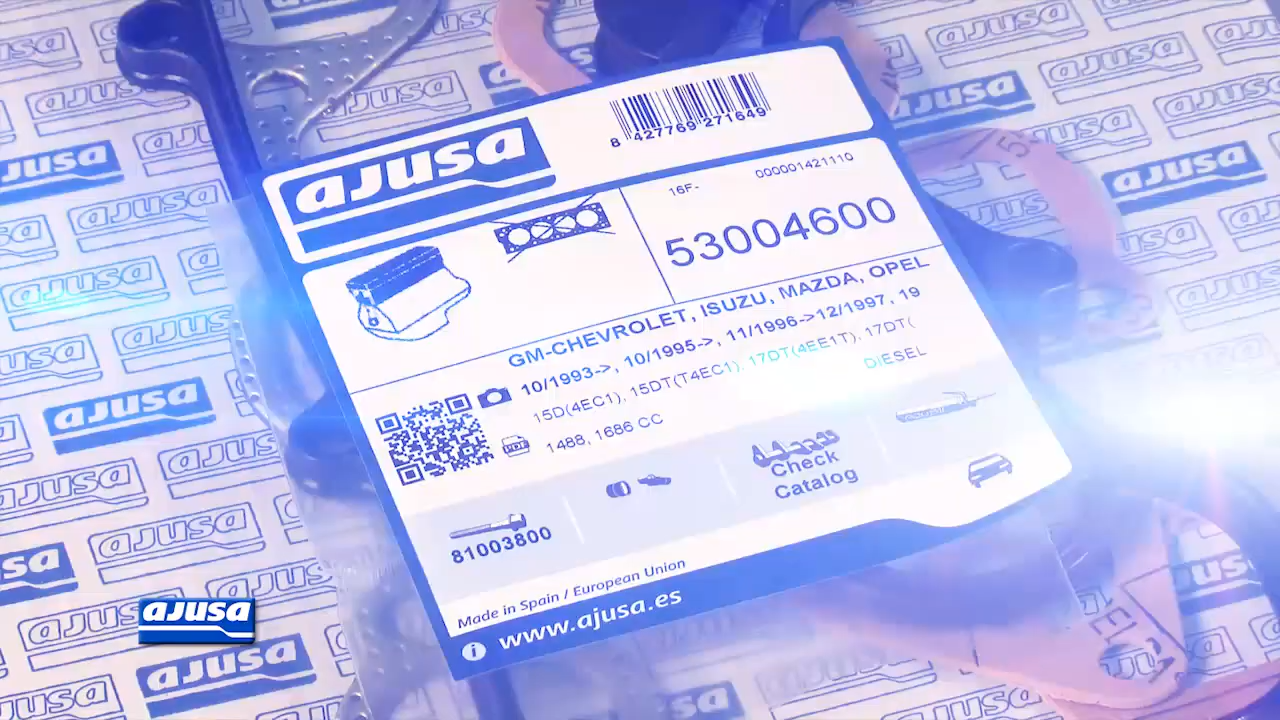 ajusa
8 427769 271649
16F- 000001421110
53004600
GM-CHEVROLET, ISUZU, MAZDA, OPEL
10/1993->, 10/1995->, 11/1996->12/1997, 19
15D(4EC1), 15DT(T4EC1), 17DT(4EE1T), 17DT(
1488, 1686 CC
DIESEL
81003800
Check
Catalog
Made in Spain / European Union
www.ajusa.es
ajusa